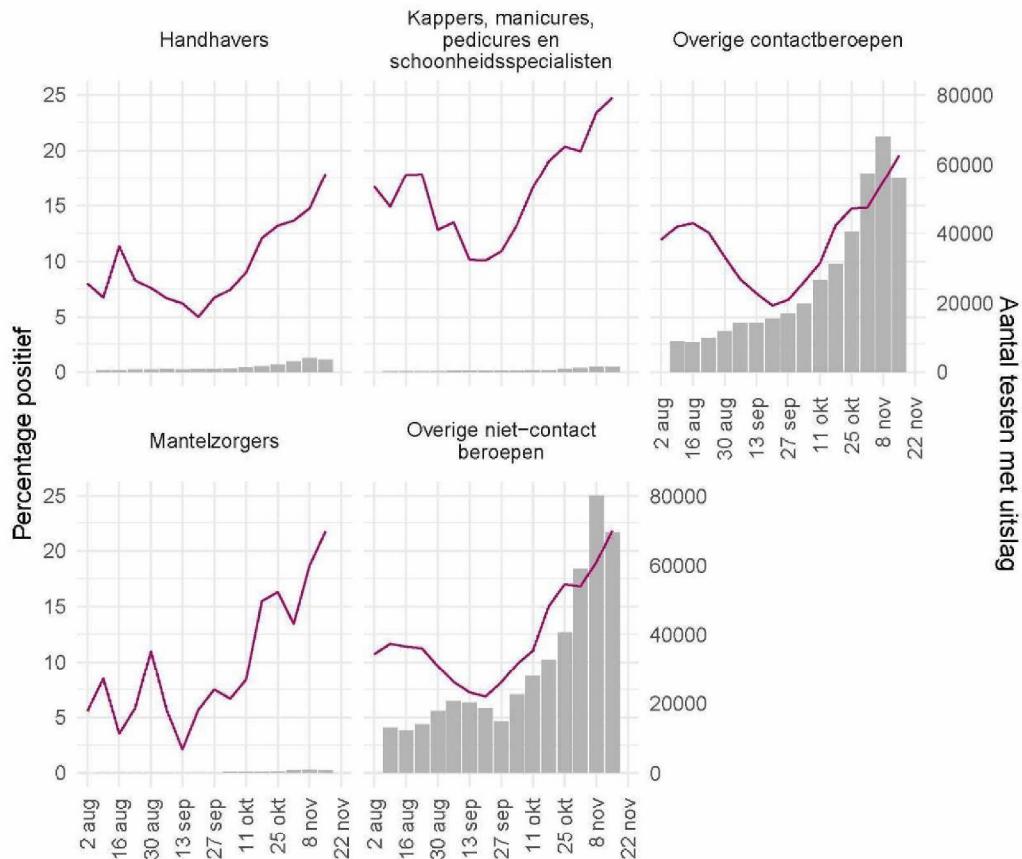 Handhavers
Kappers, manicures,
pedicures en
schoonheidsspecialisten
Overige contactberoepen
25
20
15
10
5
0
80000
60000
40000
20000
0
2 aug
16 aug
30 aug
13 sep
27 sep
11 okt
25 okt
8 nov
22 nov
Percentage positief
Aantal testen met uitslag
Mantelzorgers
Overige niet−contact
beroepen
25
20
15
10
5
0
80000
60000
40000
20000
0
2 aug
16 aug
30 aug
13 sep
27 sep
11 okt
25 okt
8 nov
22 nov
2 aug
16 aug
30 aug
13 sep
27 sep
11 okt
25 okt
8 nov
22 nov